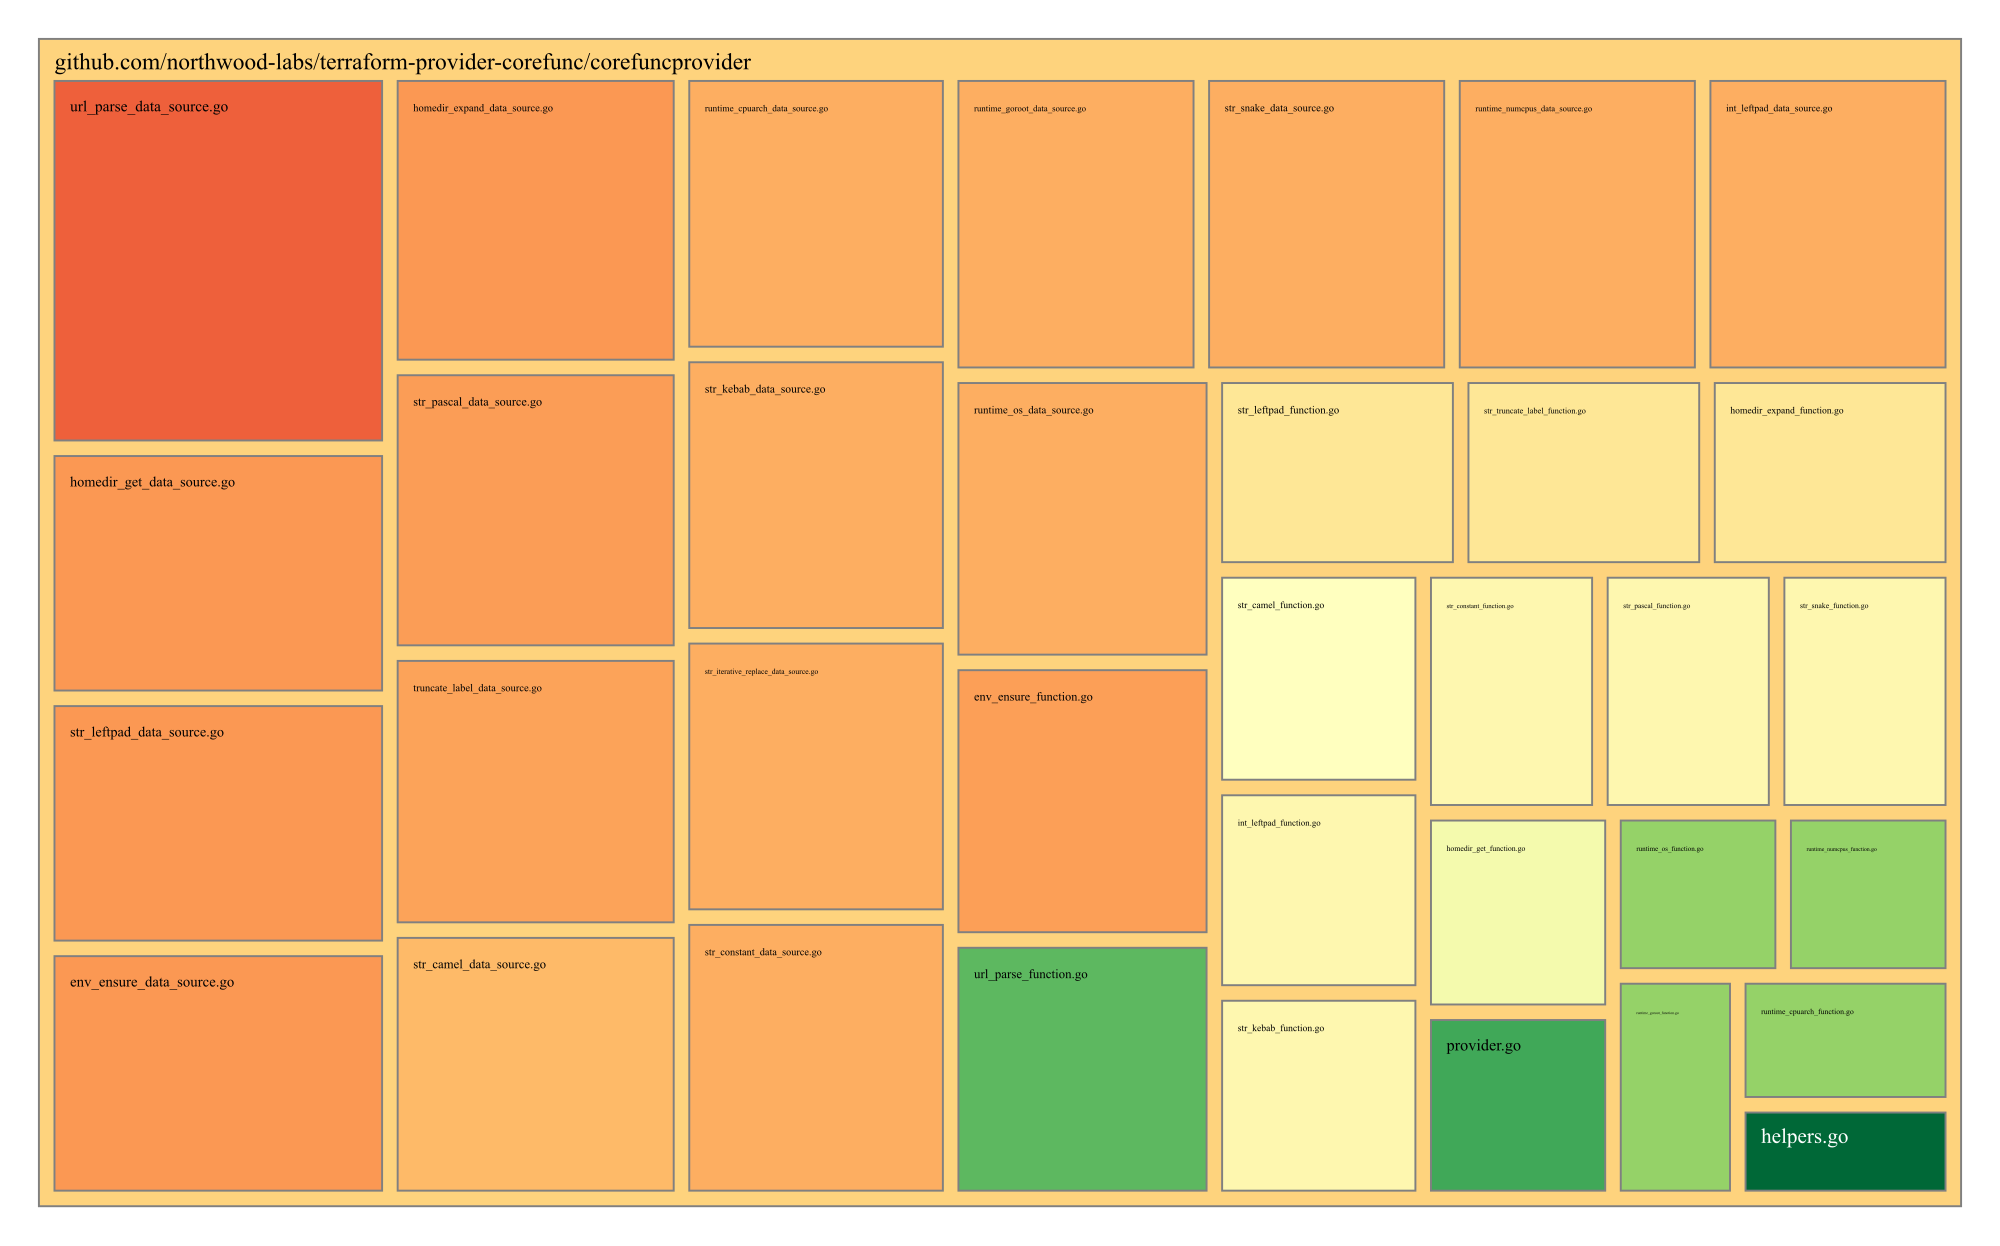 github.com/northwood-labs/terraform-provider-corefunc/corefuncprovider
url_parse_data_source.go
homedir_expand_data_source.go
runtime_cpuarch_data_source.go
runtime_goroot_data_source.go
str_snake_data_source.go
runtime_numcpus_data_source.go
int_leftpad_data_source.go
str_kebab_data_source.go
str_pascal_data_source.go
runtime_os_data_source.go
str_leftpad_function.go
str_truncate_label_function.go
homedir_expand_function.go
homedir_get_data_source.go
str_camel_function.go
str_constant_function.go
str_pascal_function.go
str_snake_function.go
str_iterative_replace_data_source.go
truncate_label_data_source.go
env_ensure_function.go
str_leftpad_data_source.go
int_leftpad_function.go
homedir_get_function.go
runtime_os_function.go
runtime_numcpus_function.go
str_camel_data_source.go
str_constant_data_source.go
url_parse_function.go
env_ensure_data_source.go
runtime_goroot_function.go
runtime_cpuarch_function.go
str_kebab_function.go
provider.go
helpers.go